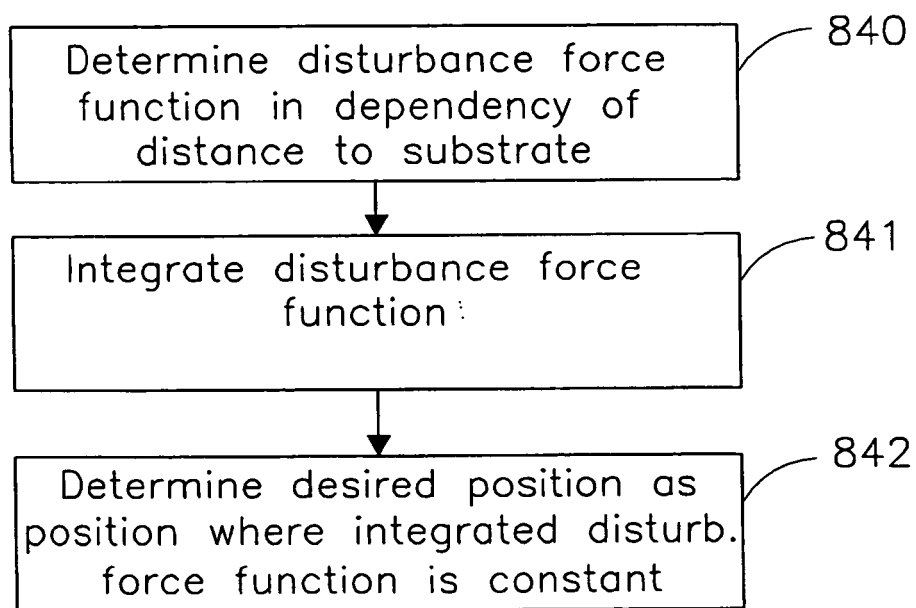 840
Determine disturbance force
function in dependency of
distance to substrate
841
Integrate disturbance force
function
842
Determine desired position as
position where integrated disturb.
force function is constant